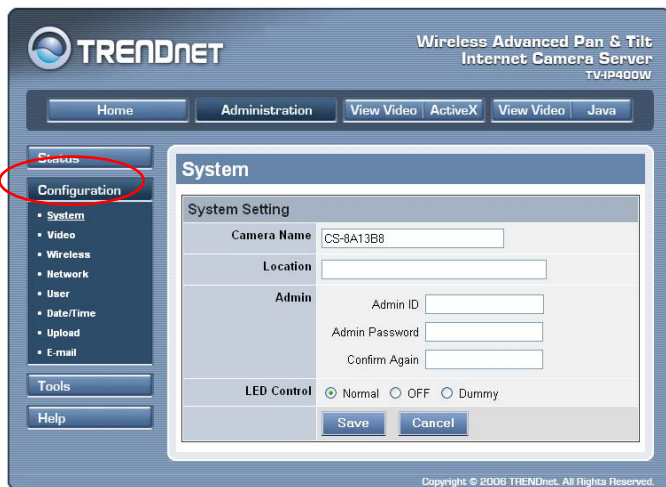 TRENDNET
Wireless Advanced Pan & Tilt
Internet Camera Server
TV-IP400W
Home Administration View Video ActiveX View Video Java
Status
Configuration
System
Video
Wireless
Network
User
Date/Time
Upload
E-mail
Tools
Help
System
System Setting
Camera Name CS-8A13B8
Location
Admin Admin ID
Admin Password
Confirm Again
LED Control Normal OFF Dummy
Save Cancel
Copyright © 2006 TRENDnet. All Rights Reserved.